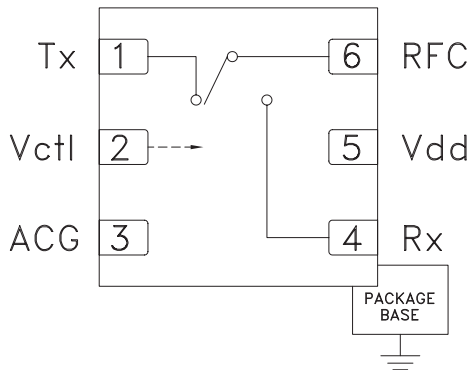 Tx 1 6 RFC
Vctl 2 5 Vdd
ACG 3 4 Rx
PACKAGE
BASE